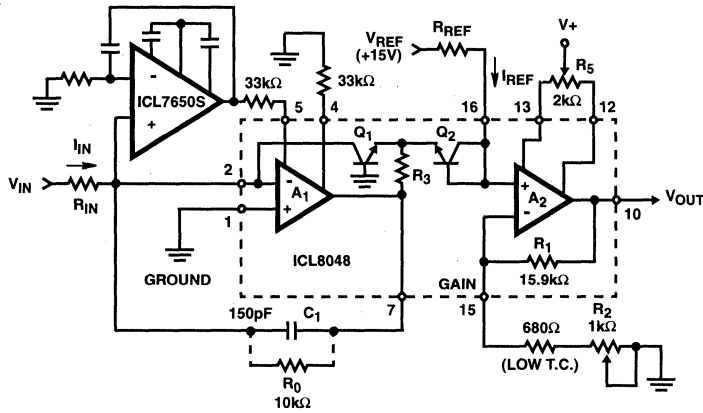 V+
VREF
(+15V)
RREF
IREF
R5
2kΩ
-
ICL7650S
+
33kΩ
33kΩ
5
4
16
13
12
IIN
VIN
RIN
2
1
Q1
Q2
R3
-
A1
+
+
A2
-
10
VOUT
GROUND
ICL8048
R1
15.9kΩ
GAIN
7
15
150pF
C1
R0
10kΩ
680Ω
(LOW T.C.)
R2
1kΩ